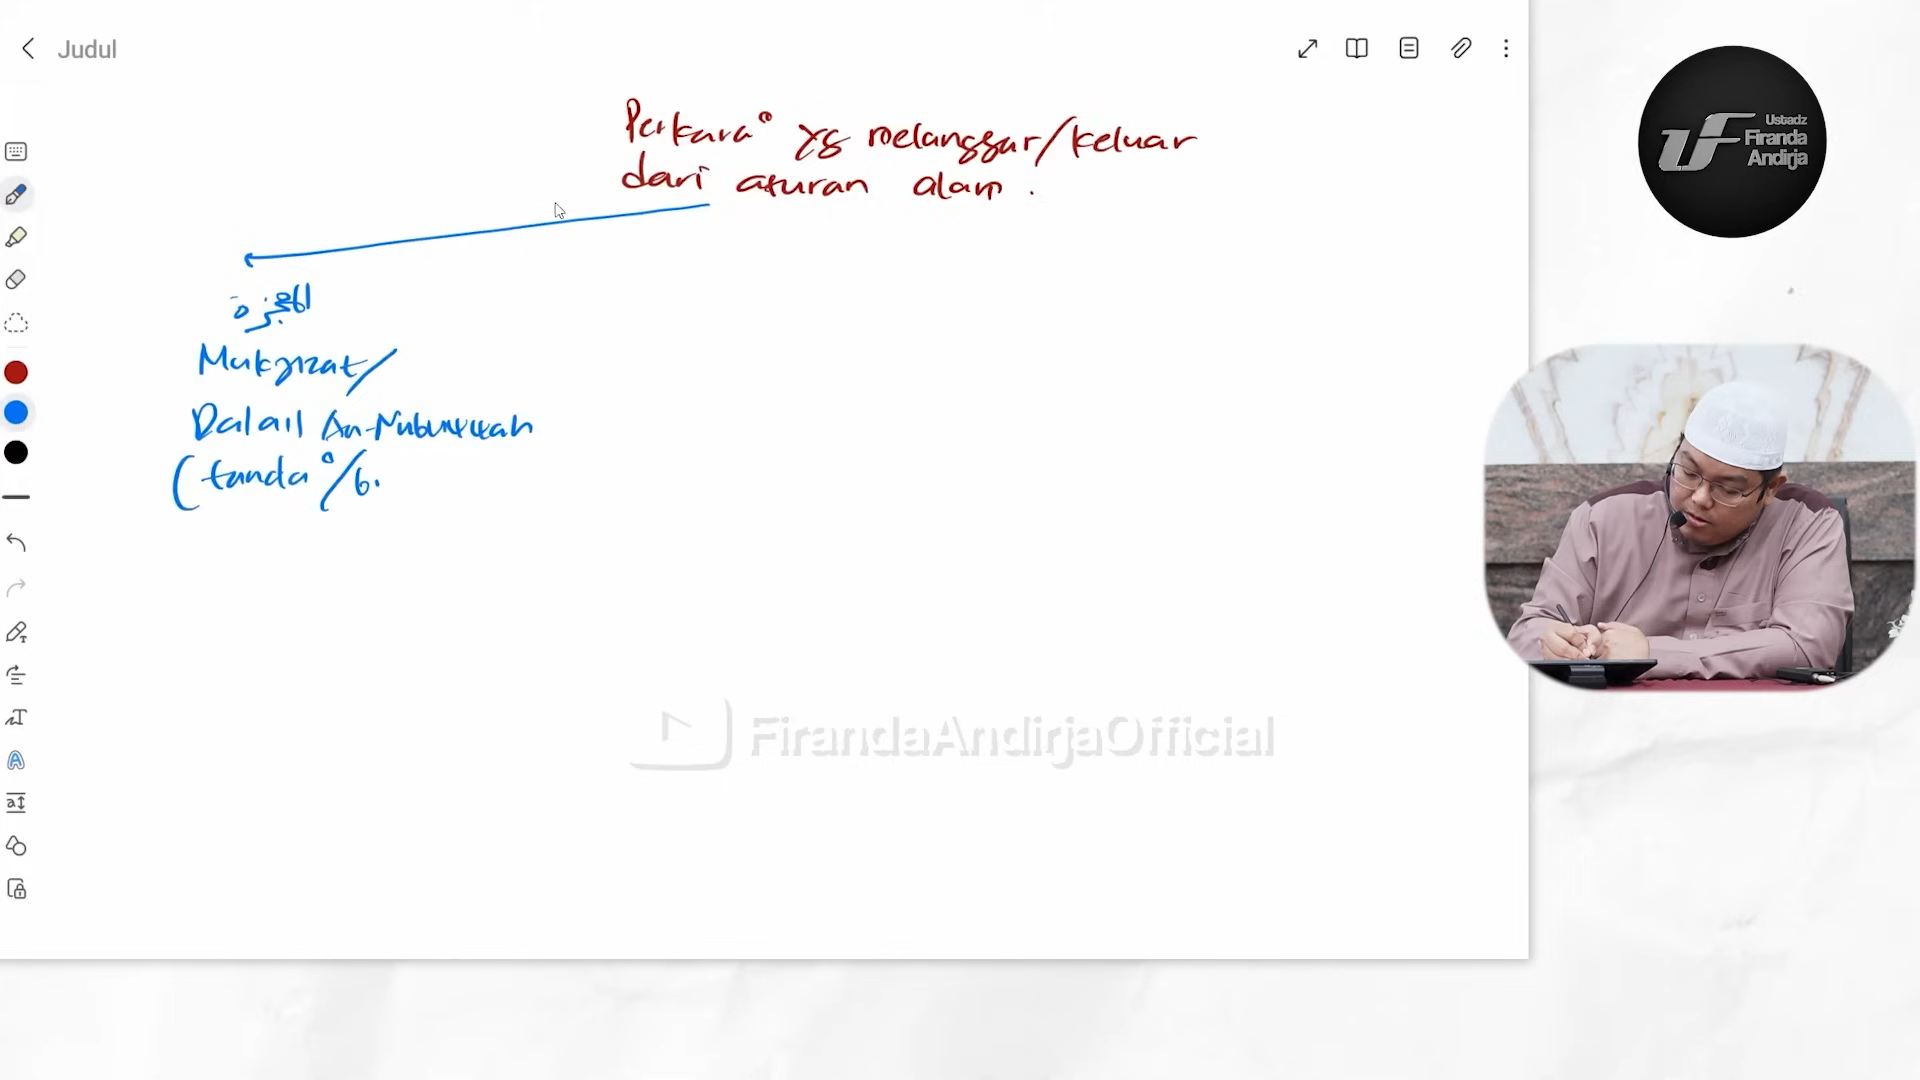 Judul
Perkara° yg melanggar/keluar
dari aturan alam.
المعجزة
Mukjizat/
Dalail An-Nubuwwah
(tanda°/b.
Ustadz
Firanda
Andirja
FirandaAndirjaOfficial